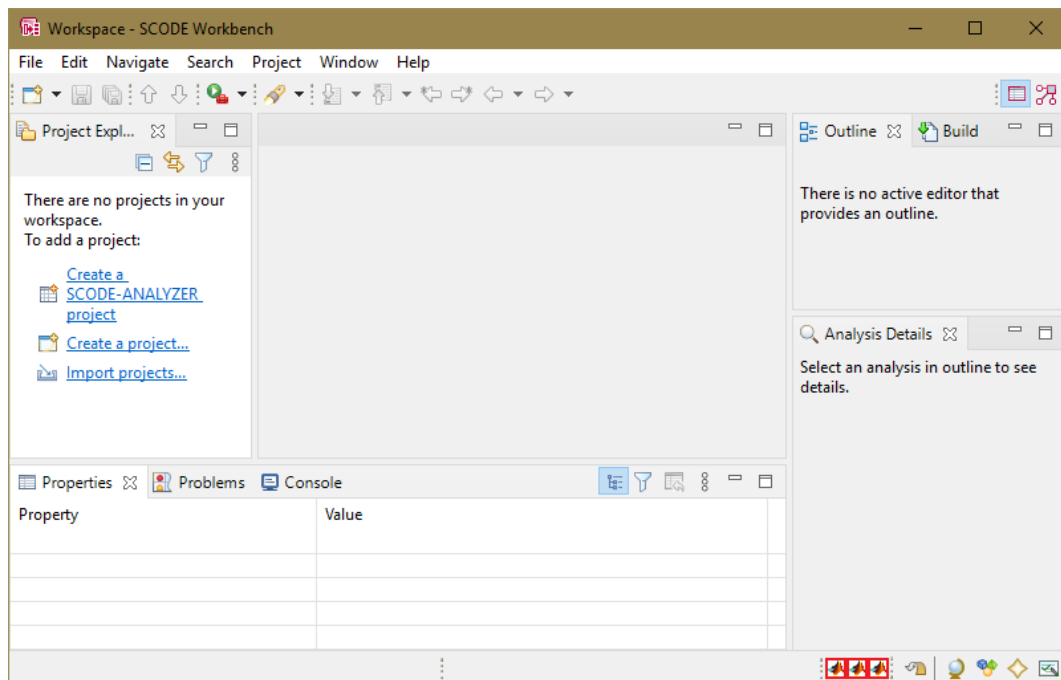 Workspace - SCODE Workbench
File Edit Navigate Search Project Window Help
Project Expl...
There are no projects in your
workspace.
To add a project:
Create a
SCODE-ANALYZER
project
Create a project...
Import projects...
Outline Build
There is no active editor that
provides an outline.
Analysis Details
Select an analysis in outline to see
details.
Properties Problems Console
Property Value